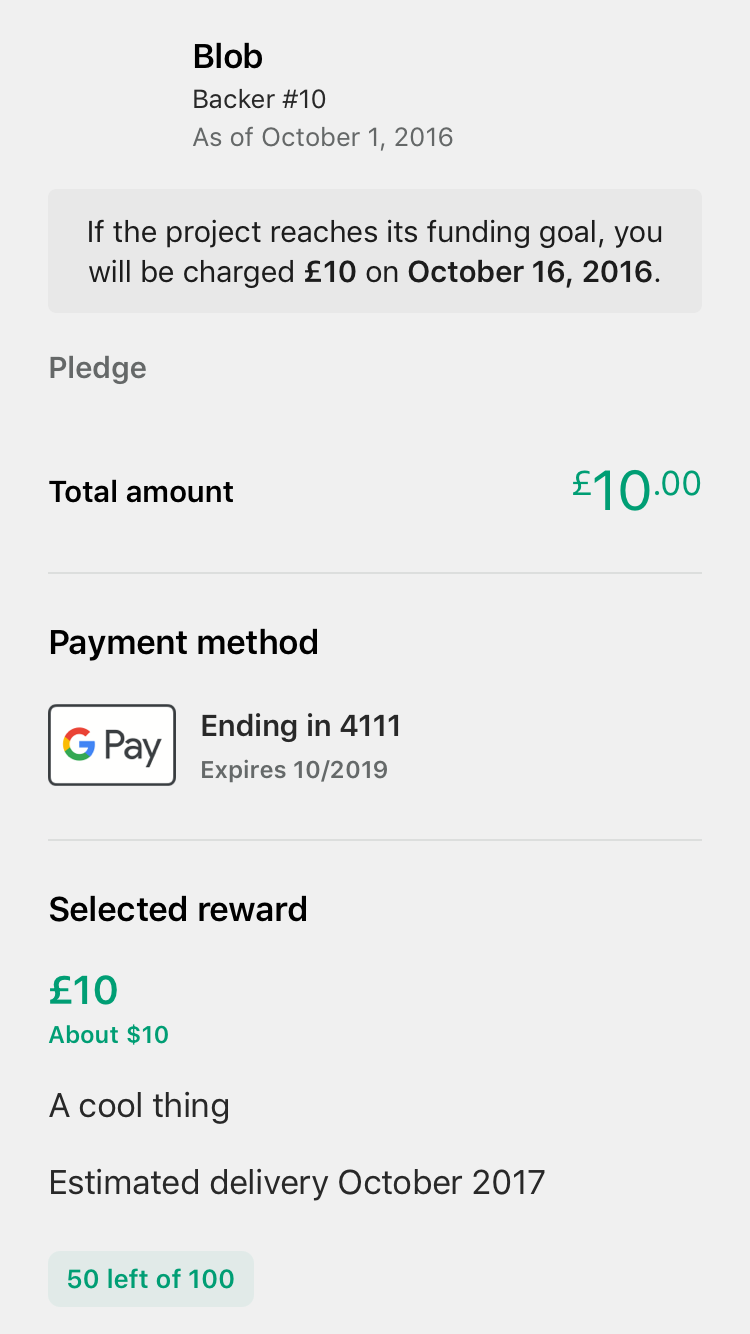 Blob
Backer #10
As of October 1, 2016
If the project reaches its funding goal, you
will be charged £10 on October 16, 2016.
Pledge
Total amount £10.00
Payment method
G Pay
Ending in 4111
Expires 10/2019
Selected reward
£10
About $10
A cool thing
Estimated delivery October 2017
50 left of 100